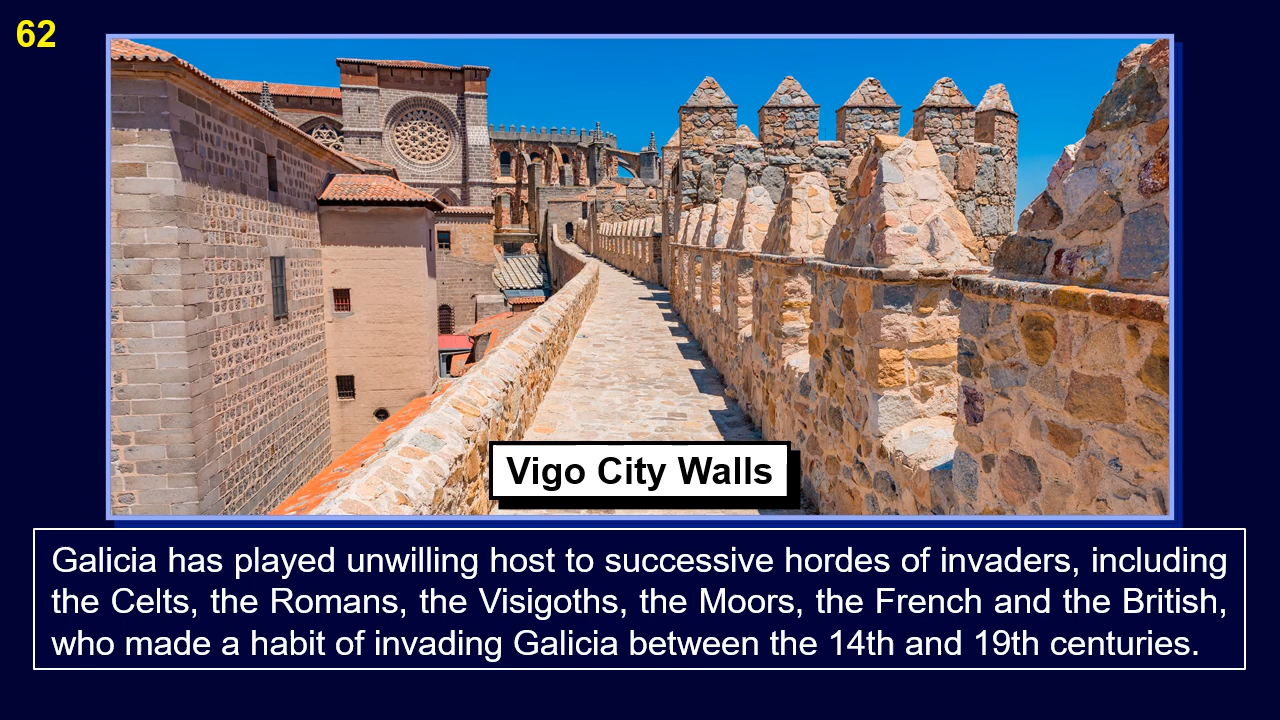 62
Vigo City Walls
Galicia has played unwilling host to successive hordes of invaders, including
the Celts, the Romans, the Visigoths, the Moors, the French and the British,
who made a habit of invading Galicia between the 14th and 19th centuries.